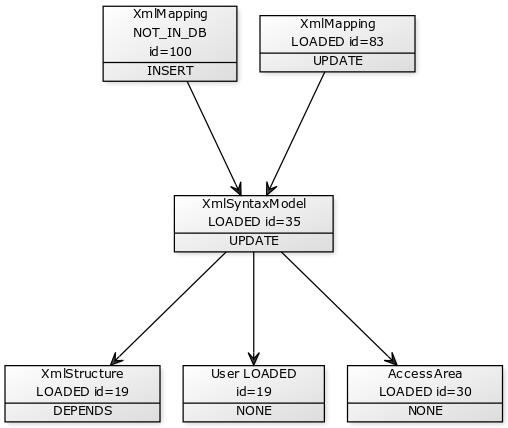 XmlMapping
NOT_IN_DB
id=100
INSERT
XmlMapping
LOADED id=83
UPDATE
XmlSyntaxModel
LOADED id=35
UPDATE
XmlStructure
LOADED id=19
DEPENDS
User LOADED
id=19
NONE
AccessArea
LOADED id=30
NONE